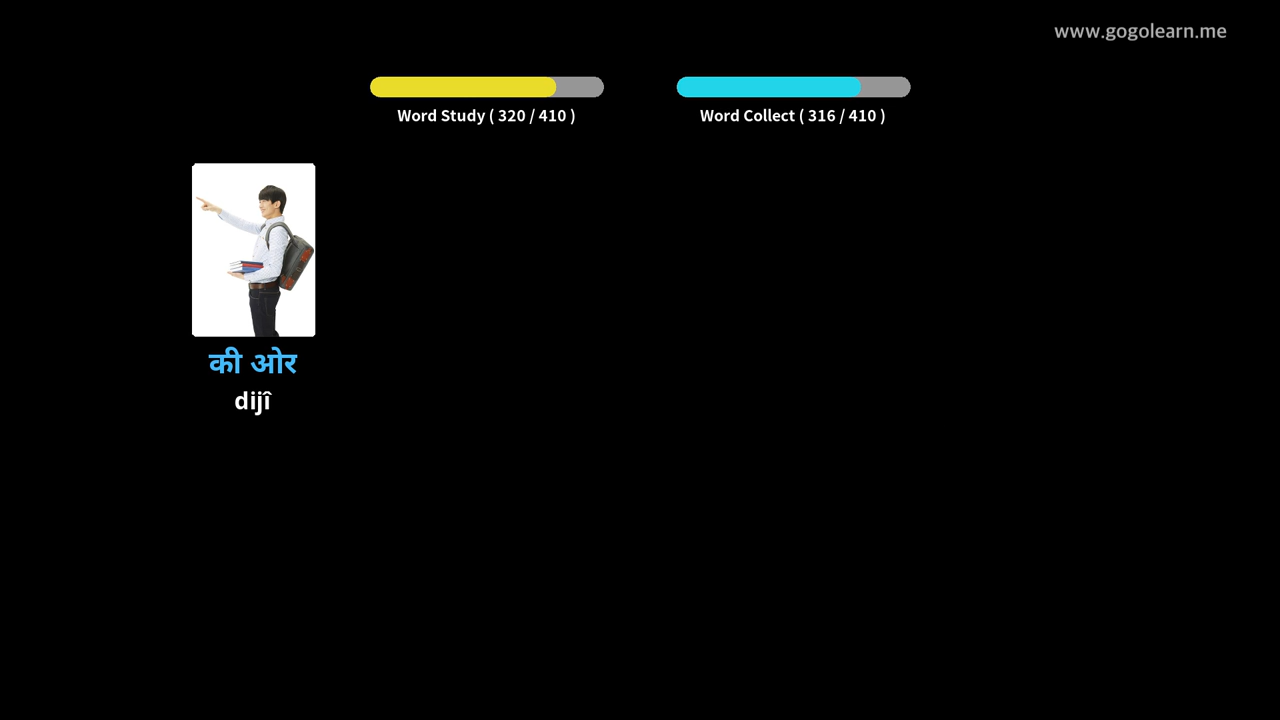 www.gogolearn.me
Word Study ( 320 / 410 )
Word Collect ( 316 / 410 )
की ओर
dijî